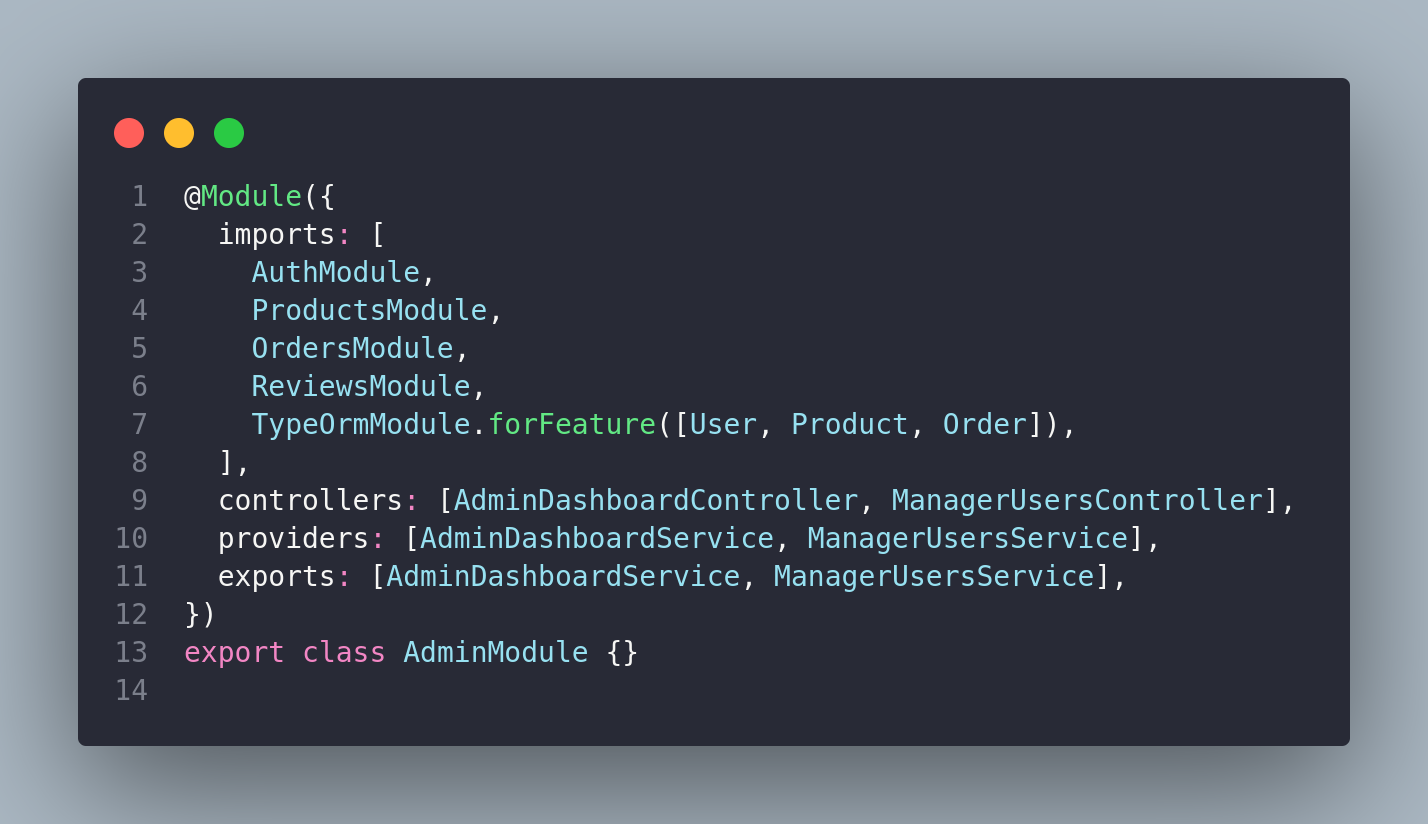 1 @Module({
2   imports: [
3     AuthModule,
4     ProductsModule,
5     OrdersModule,
6     ReviewsModule,
7     TypeOrmModule.forFeature([User, Product, Order]),
8   ],
9   controllers: [AdminDashboardController, ManagerUsersController],
10   providers: [AdminDashboardService, ManagerUsersService],
11   exports: [AdminDashboardService, ManagerUsersService],
12 })
13 export class AdminModule {}
14